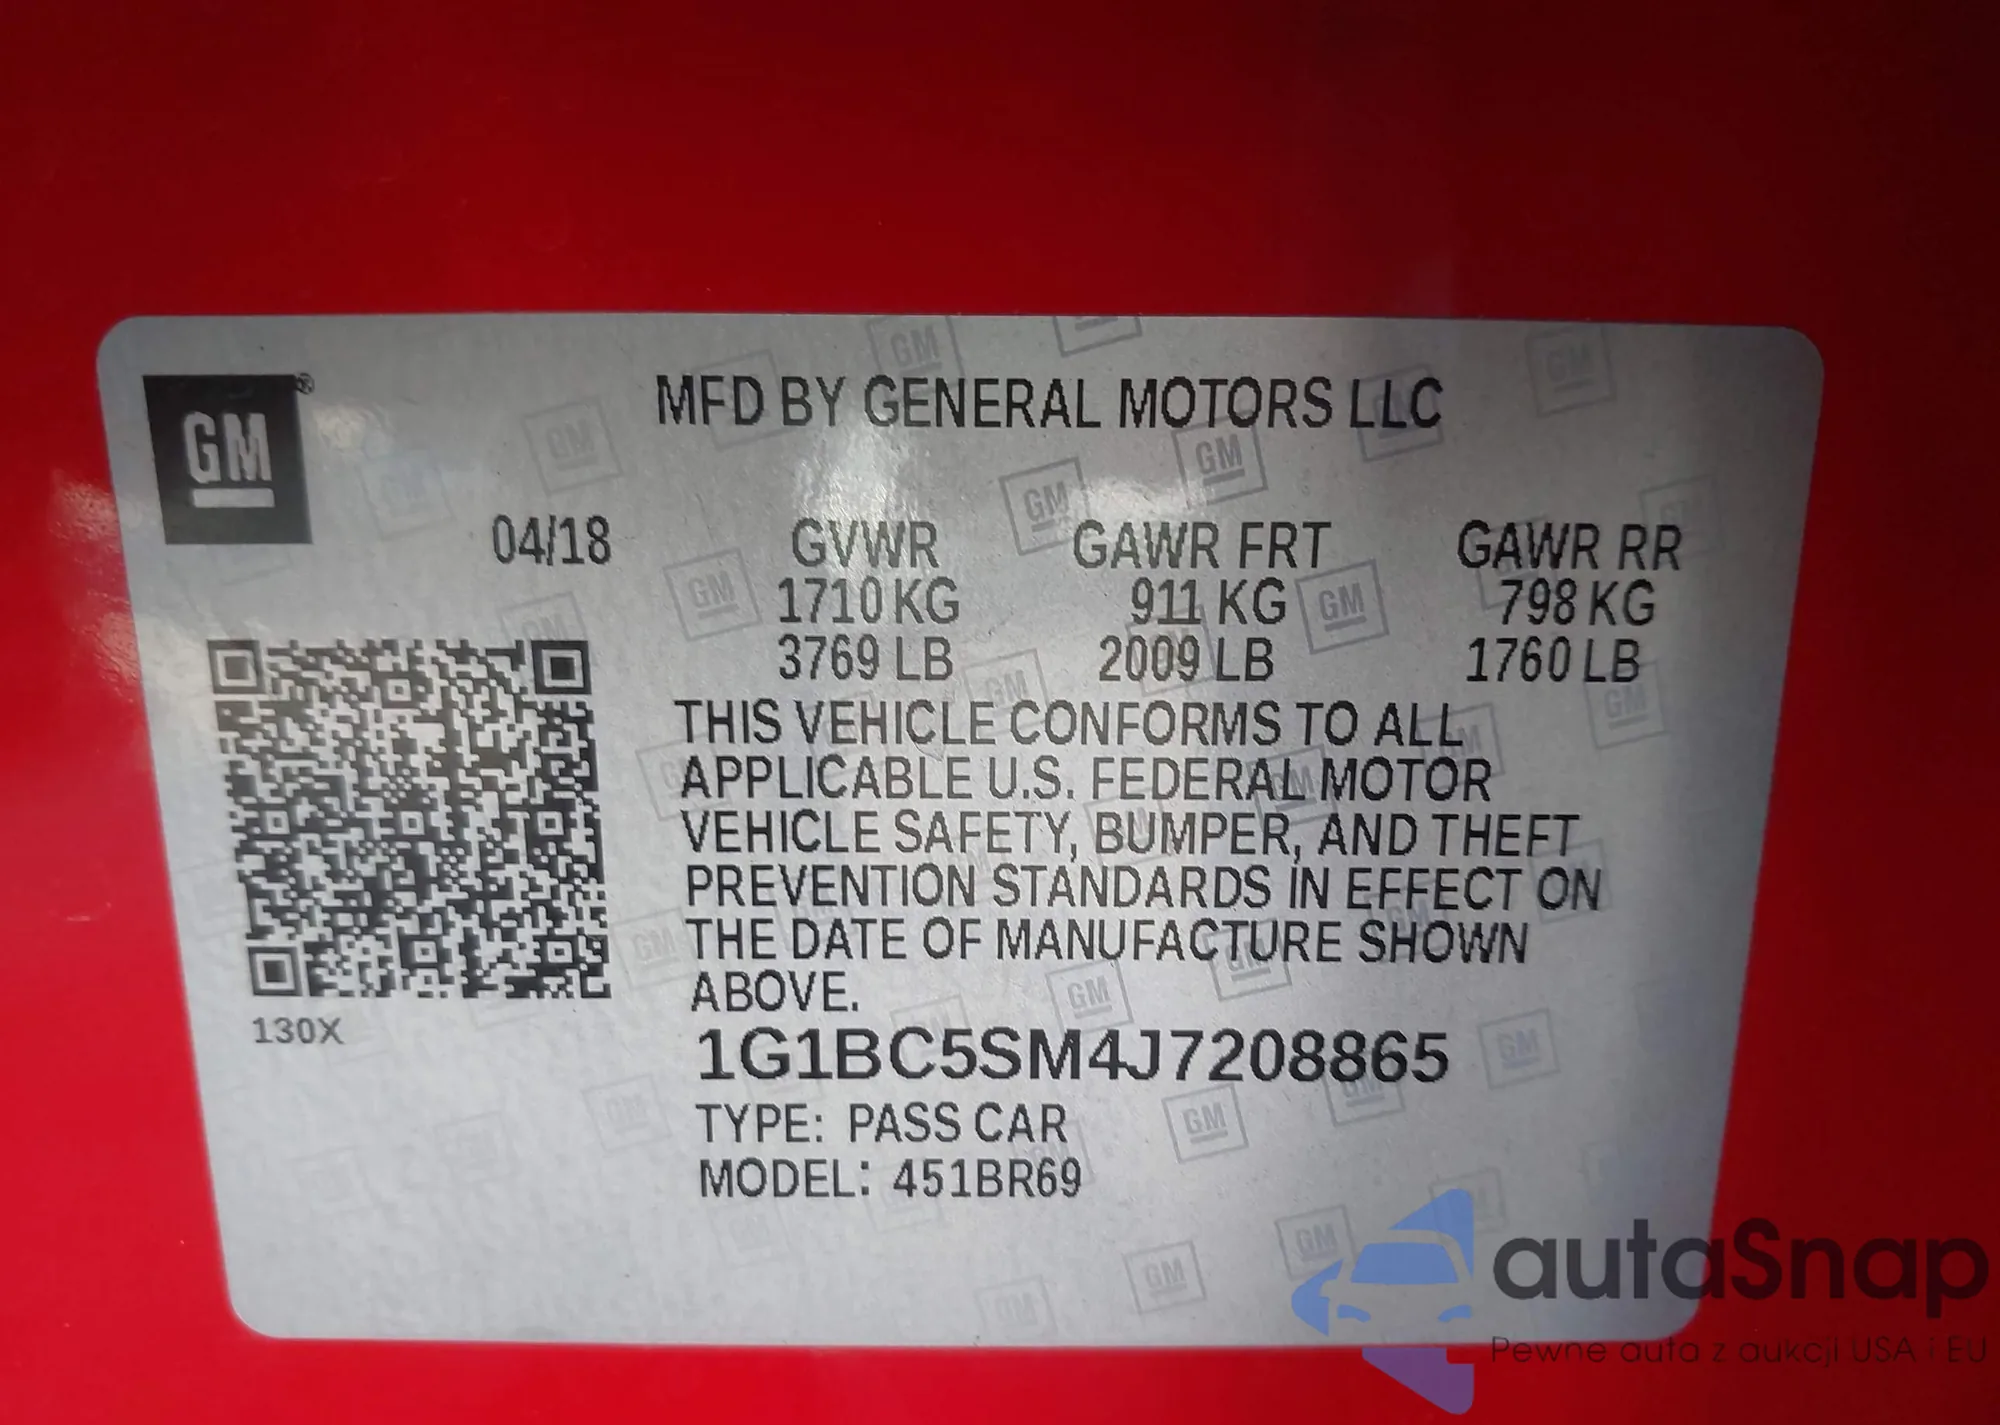 GM
MFD BY GENERAL MOTORS LLC
04/18 GVWR GAWR FRT GAWR RR
1710 KG 911 KG 798 KG
3769 LB 2009 LB 1760 LB
THIS VEHICLE CONFORMS TO ALL
APPLICABLE U.S. FEDERAL MOTOR
VEHICLE SAFETY, BUMPER, AND THEFT
PREVENTION STANDARDS IN EFFECT ON
THE DATE OF MANUFACTURE SHOWN
ABOVE.
130X
1G1BC5SM4J7208865
TYPE: PASS CAR
MODEL: 451BR69
autaSnap
Pewne auta z aukcji USA i EU